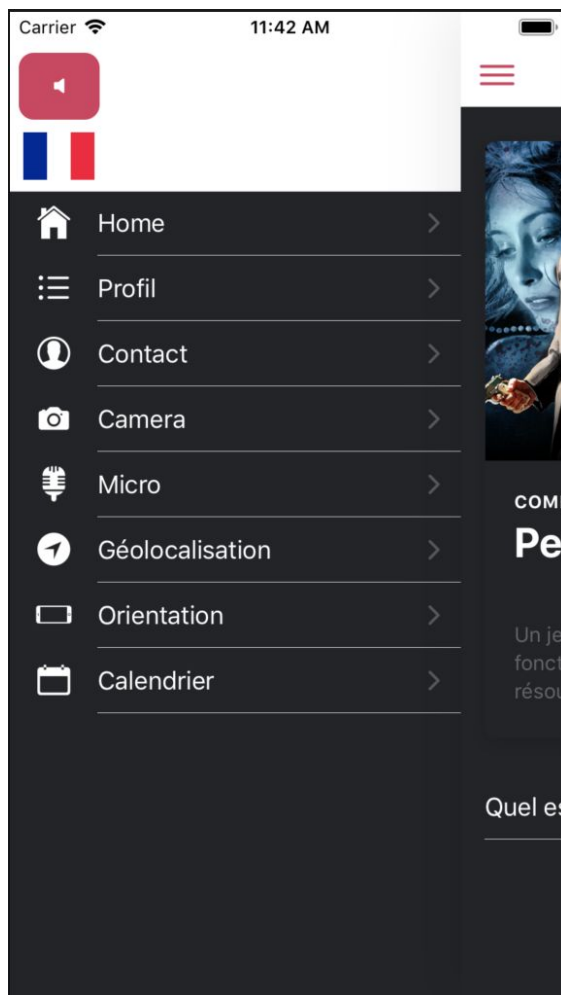 Carrier
11:42 AM
Home
Profil
Contact
Camera
Micro
Géolocalisation
Orientation
Calendrier
COM
Pe
Un je
fonct
résou
Quel es